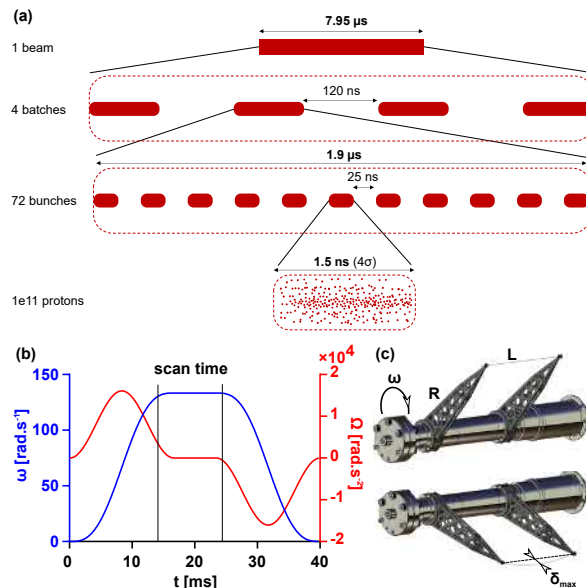 (a)
7.95 µs
1 beam
120 ns
4 batches
1.9 µs
25 ns
72 bunches
1.5 ns (4σ)
1e11 protons
(b)
scan time
×10⁴
150
100
50
0
ω [rad.s⁻¹]
2
1
0
-1
-2
Ω [rad.s⁻²]
0 10 20 30 40
t [ms]
(c)
L
ω
R
δmax